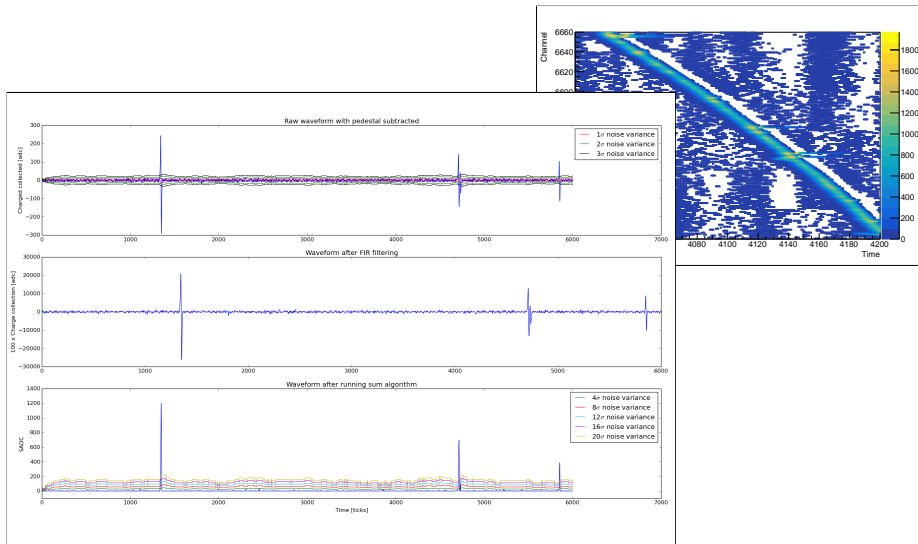 Raw waveform with pedestal subtracted
Charged collected [adc]
300
200
100
0
−100
−200
−300
1σ noise variance
2σ noise variance
3σ noise variance
0 1000 2000 3000 4000 5000 6000 7000
Waveform after FIR filtering
100 x Charge collection [adc]
30000
20000
10000
0
−10000
−20000
−30000
0 1000 2000 3000 4000 5000 6000
Waveform after running sum algorithm
SADC
1400
1200
1000
800
600
400
200
0
4σ noise variance
8σ noise variance
12σ noise variance
16σ noise variance
20σ noise variance
0 1000 2000 3000 4000 5000 6000 7000
Time [ticks]
Channel
6660
6640
6620
6600
4080 4100 4120 4140 4160 4180 4200
Time
1800
1600
1400
1200
1000
800
600
400
200
0